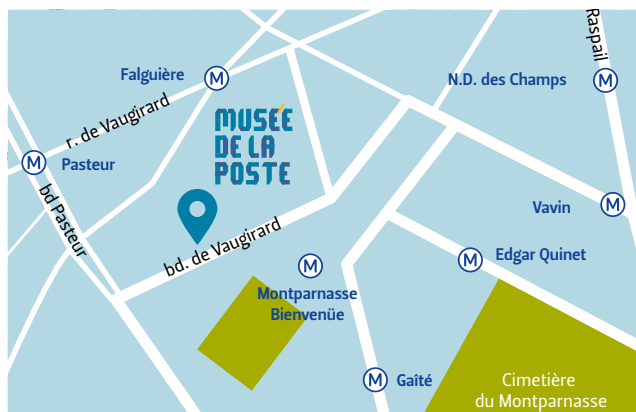 Raspail
Falguière
M
N.D. des Champs
M
r. de Vaugirard
MUSÉE
DE LA
POSTE
M
Pasteur
bd Pasteur
Vavin
M
bd. de Vaugirard
M
Edgar Quinet
M
Montparnasse
Bienvenüe
M
Gaîté
Cimetière
du Montparnasse